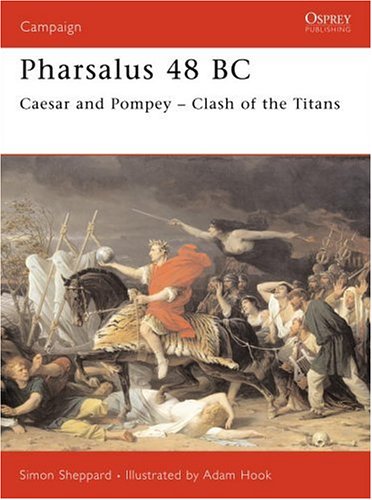 Campaign
OSPREY
PUBLISHING
Pharsalus 48 BC
Caesar and Pompey – Clash of the Titans
Simon Sheppard • Illustrated by Adam Hook